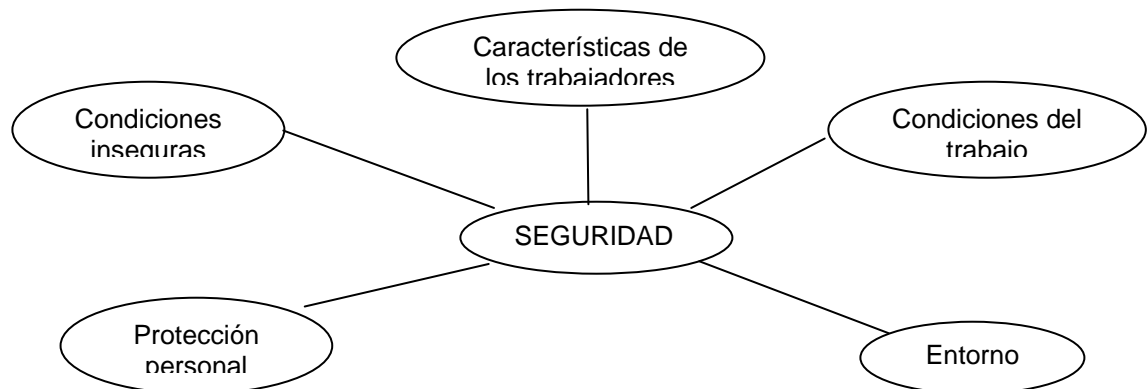 Características de
los trabajadores
Condiciones
inseguras
Condiciones del
trabajo
SEGURIDAD
Protección
personal
Entorno